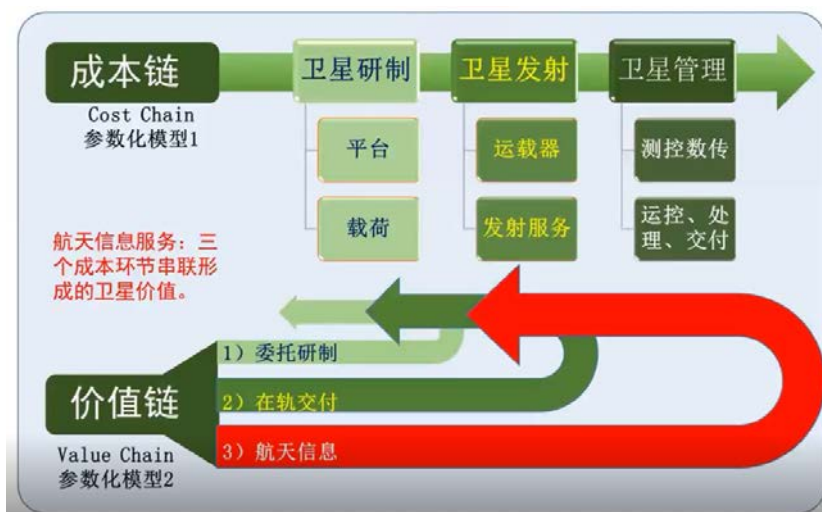 成本链
Cost Chain
参数化模型1
卫星研制
卫星发射
卫星管理
平台
运载器
测控数传
载荷
发射服务
运控、处
理、交付
航天信息服务：三
个成本环节串联形
成的卫星价值。
1）委托研制
价值链
2）在轨交付
Value Chain
参数化模型2
3）航天信息